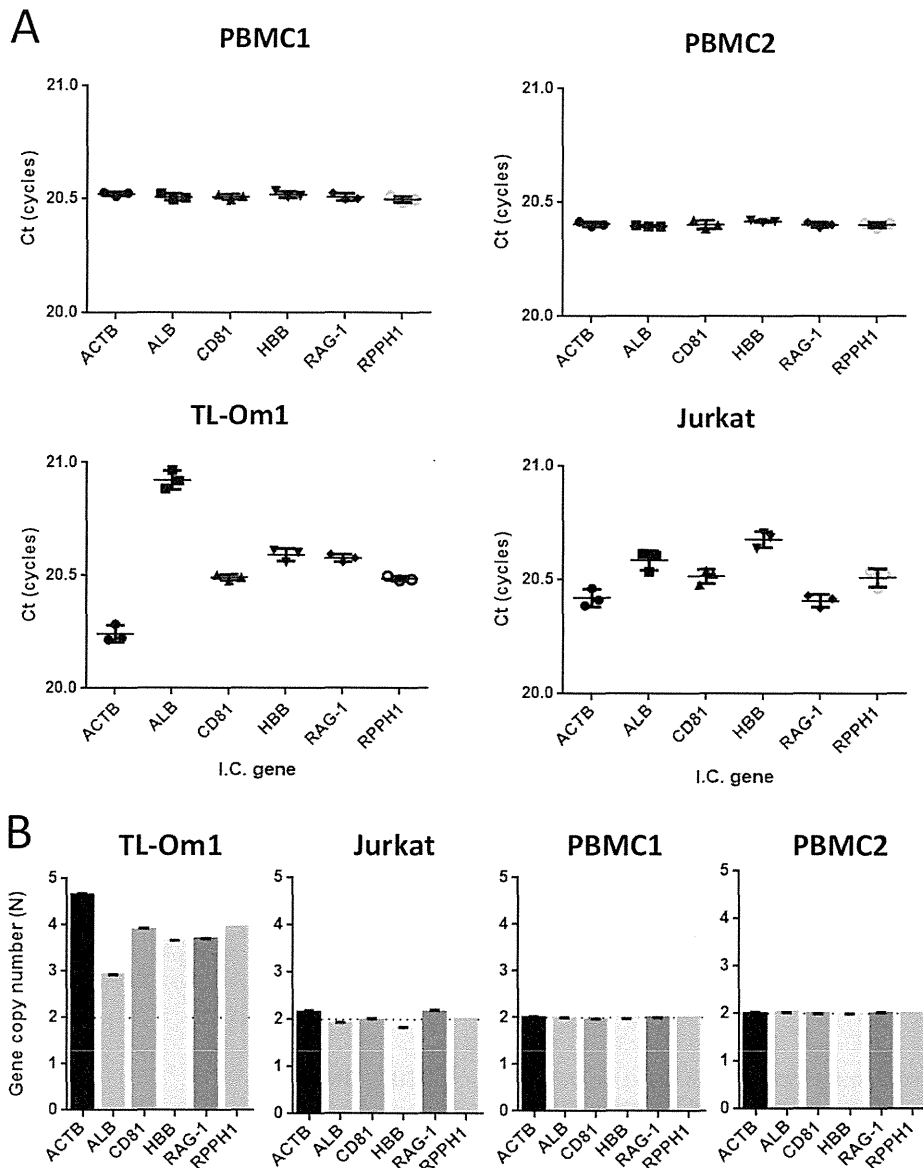 A
PBMC1
PBMC2
Ct (cycles)
21.0
20.5
20.0
ACTB
ALB
CD81
HBB
RAG-1
RPPH1
Ct (cycles)
21.0
20.5
20.0
ACTB
ALB
CD81
HBB
RAG-1
RPPH1
TL-Om1
Jurkat
Ct (cycles)
21.0
20.5
20.0
ACTB
ALB
CD81
HBB
RAG-1
RPPH1
I.C. gene
Ct (cycles)
21.0
20.5
20.0
ACTB
ALB
CD81
HBB
RAG-1
RPPH1
I.C. gene
B
TL-Om1
Jurkat
PBMC1
PBMC2
Gene copy number (N)
5
4
3
2
1
0
ACTB
ALB
CD81
HBB
RAG-1
RPPH1
5
4
3
2
1
0
ACTB
ALB
CD81
HBB
RAG-1
RPPH1
5
4
3
2
1
0
ACTB
ALB
CD81
HBB
RAG-1
RPPH1
5
4
3
2
1
0
ACTB
ALB
CD81
HBB
RAG-1
RPPH1